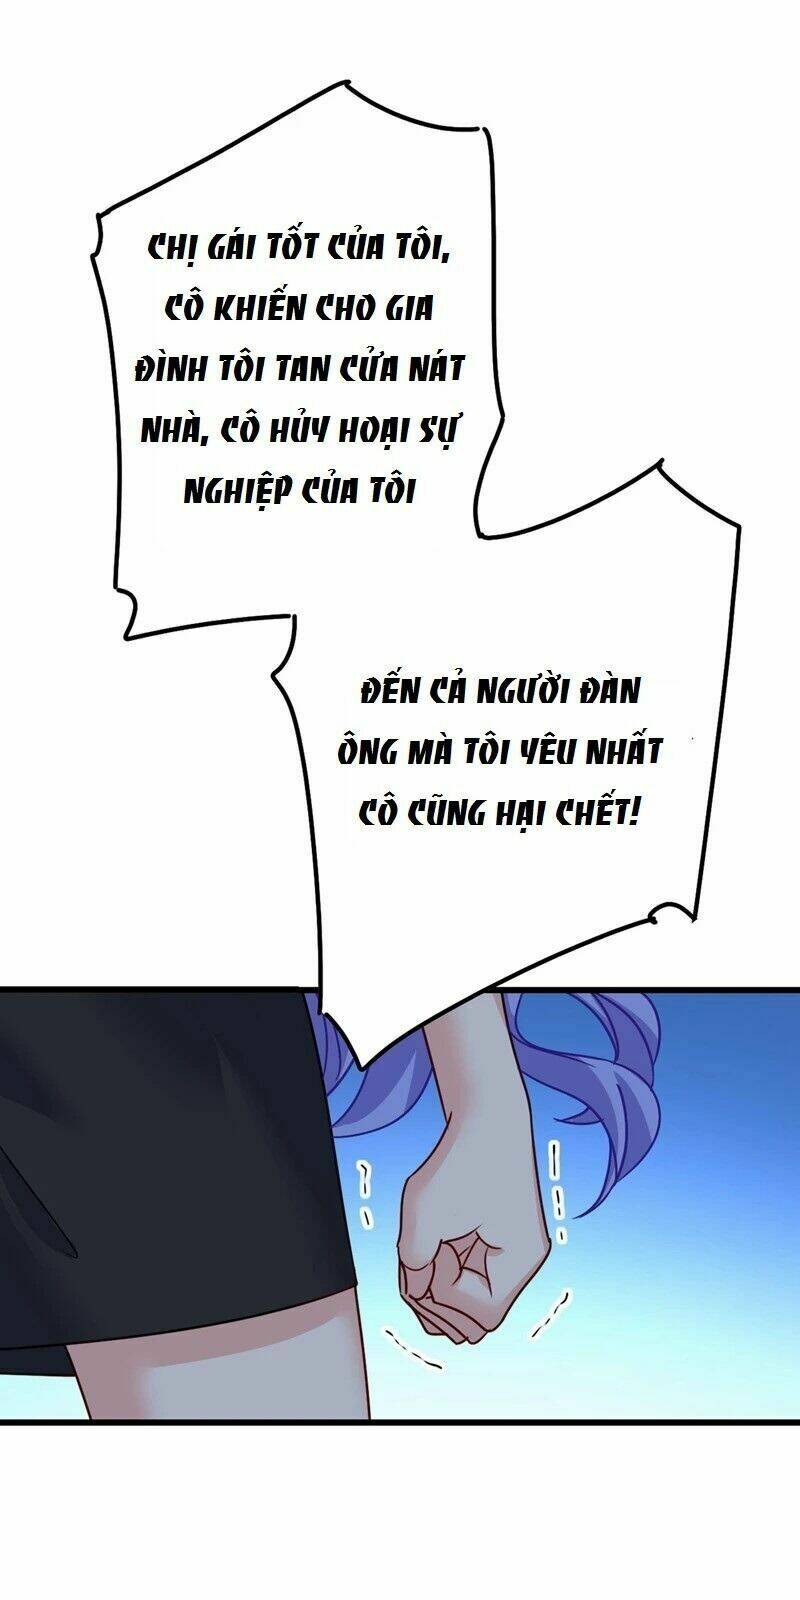 CHỊ GÁI TỐT CỦA TÔI,
CÔ KHIẾN CHO GIA
ĐÌNH TÔI TAN CỬA NÁT
NHÀ, CÔ HỦY HOẠI SỰ
NGHIỆP CỦA TÔI
ĐẾN CẢ NGƯỜI ĐÀN
ÔNG MÀ TÔI YÊU NHẤT
CÔ CŨNG HẠI CHẾT!